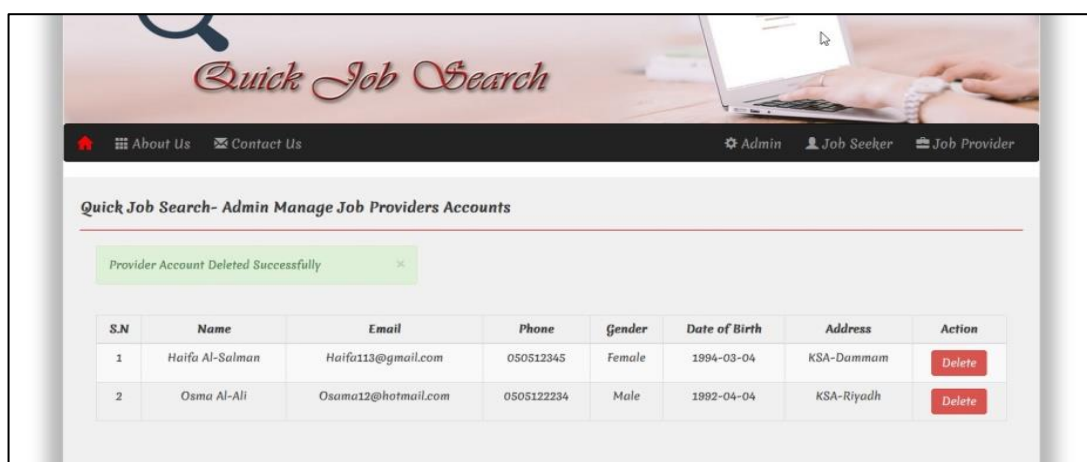 Quick Job Search
About Us Contact Us Admin Job Seeker Job Provider
Quick Job Search- Admin Manage Job Providers Accounts
Provider Account Deleted Successfully ×
S.N Name Email Phone Gender Date of Birth Address Action
1 Haifa Al-Salman Haifa113@gmail.com 050512345 Female 1994-03-04 KSA-Dammam Delete
2 Osma Al-Ali Osama12@hotmail.com 0505122234 Male 1992-04-04 KSA-Riyadh Delete